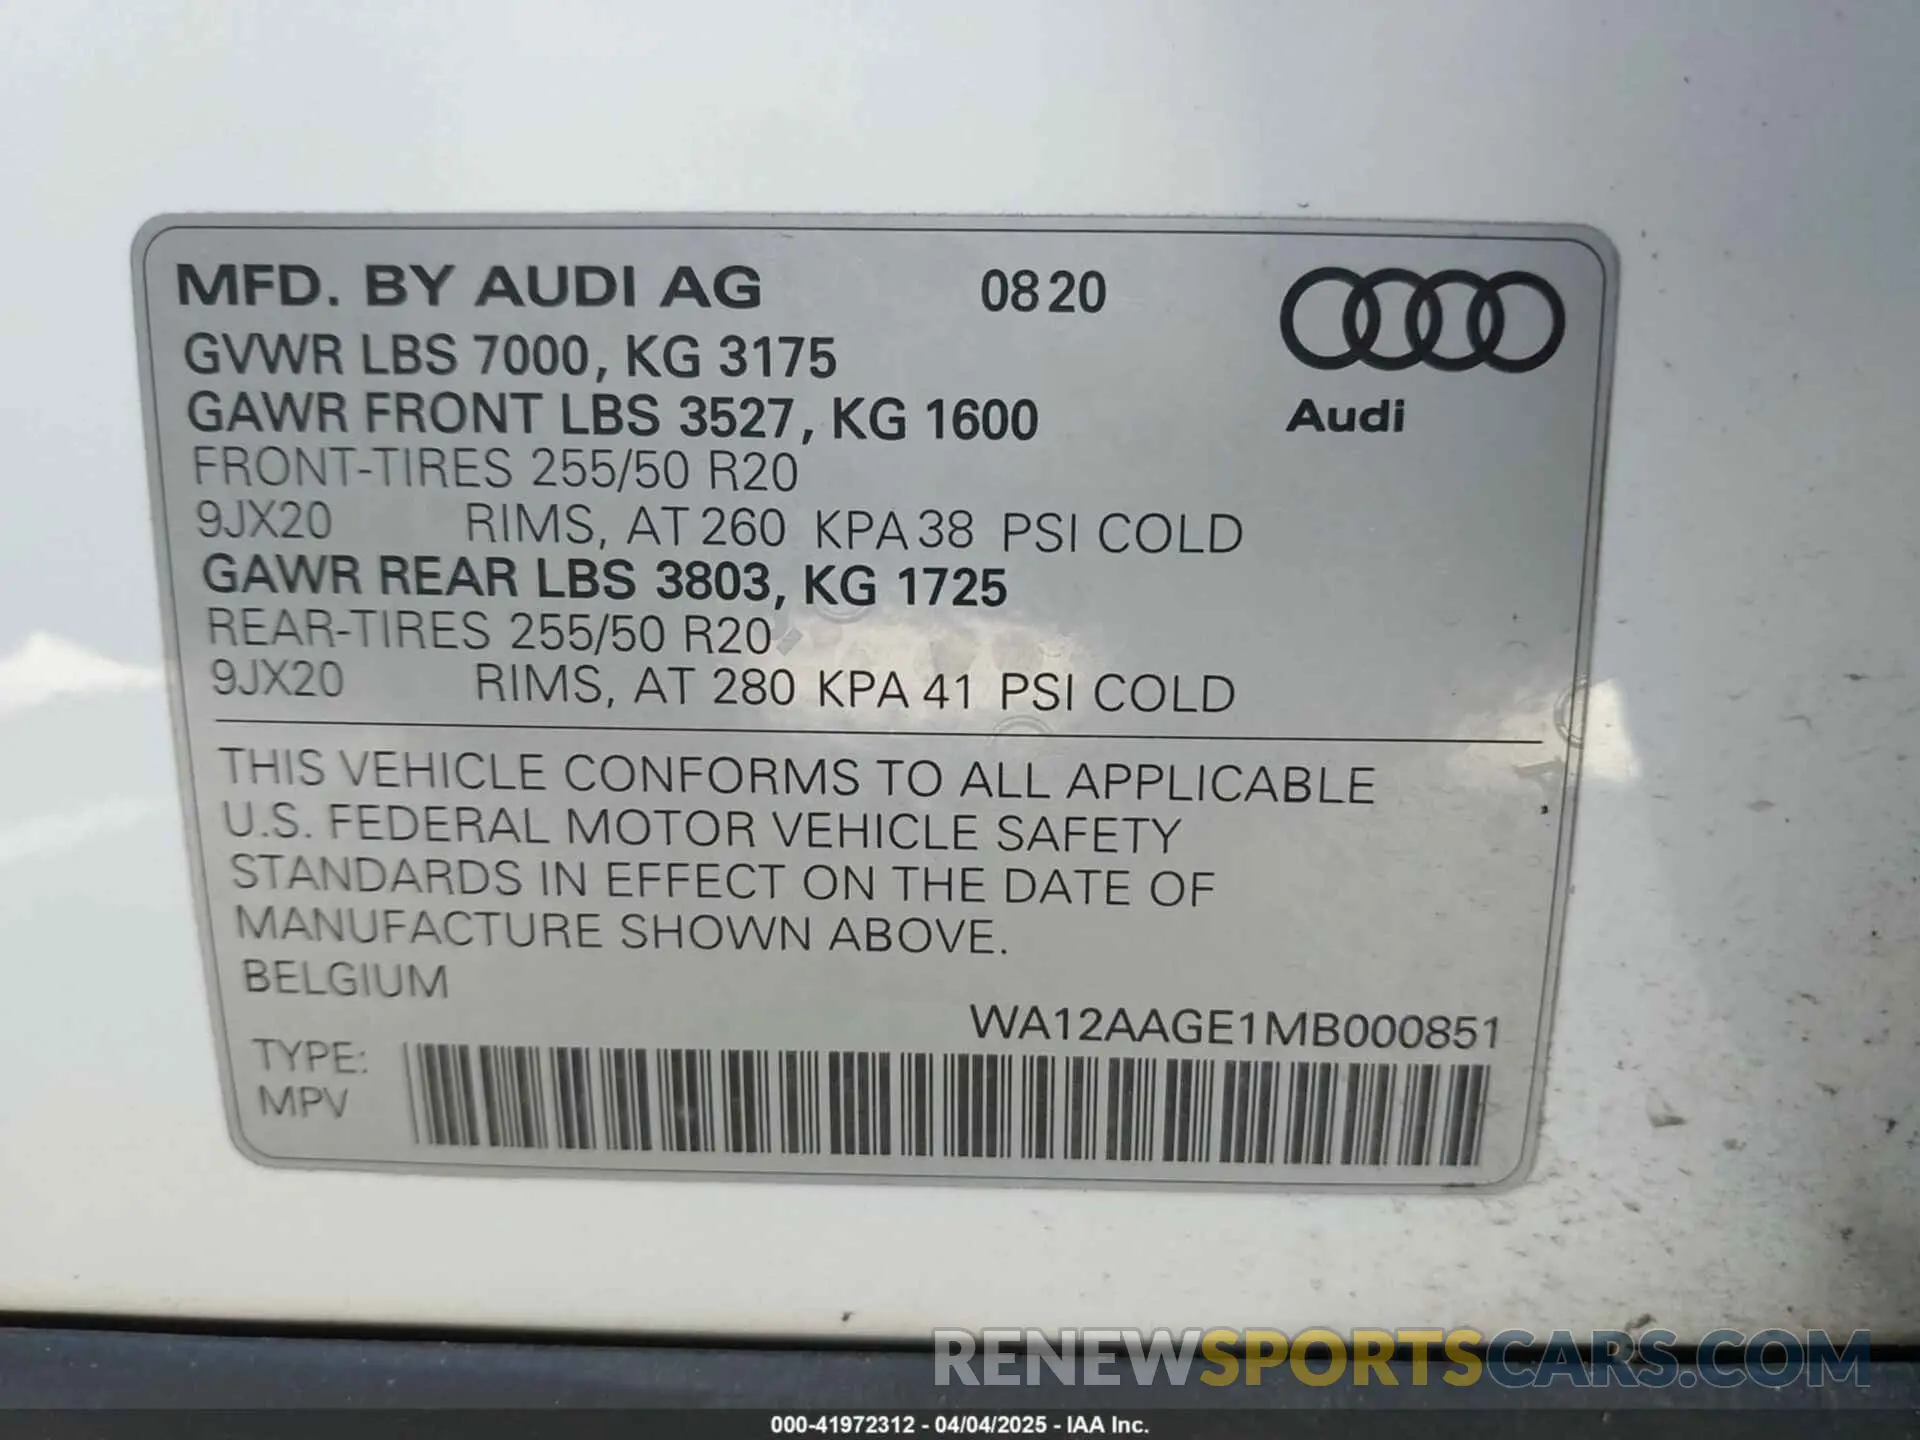 MFD. BY AUDI AG 08 20
GVWR LBS 7000, KG 3175
GAWR FRONT LBS 3527, KG 1600
Audi
FRONT-TIRES 255/50 R20
9JX20 RIMS, AT 260 KPA 38 PSI COLD
GAWR REAR LBS 3803, KG 1725
REAR-TIRES 255/50 R20
9JX20 RIMS, AT 280 KPA 41 PSI COLD
THIS VEHICLE CONFORMS TO ALL APPLICABLE
U.S. FEDERAL MOTOR VEHICLE SAFETY
STANDARDS IN EFFECT ON THE DATE OF
MANUFACTURE SHOWN ABOVE.
BELGIUM
WA12AAGE1MB000851
TYPE:
MPV
RENEWSPORTSCARS.COM
000-41972312 - 04/04/2025 - IAA Inc.